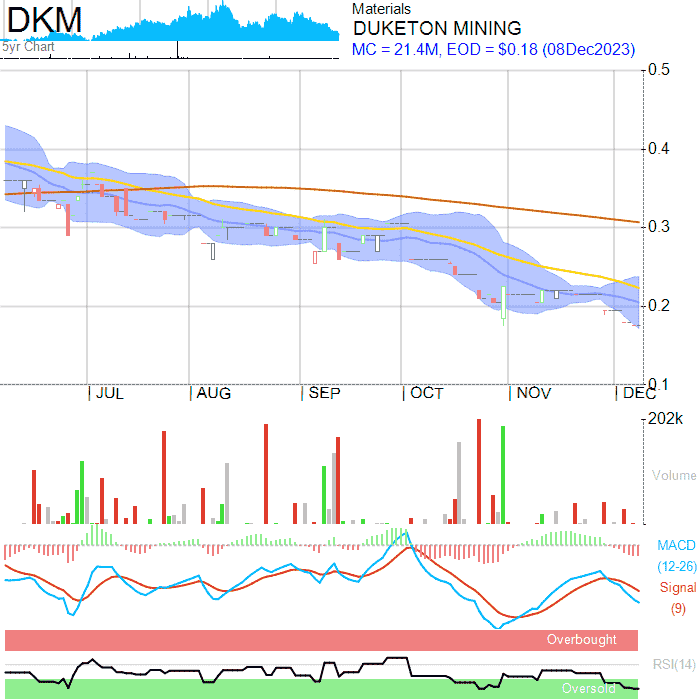 DKM
5yr Chart
Materials
DUKETON MINING
MC = 21.4M, EOD = $0.18 (08Dec2023)
0.5
0.4
0.3
0.2
0.1
JUL AUG SEP OCT NOV DEC
202k
Volume
MACD
(12-26)
Signal
(9)
Overbought
RSI(14)
Oversold